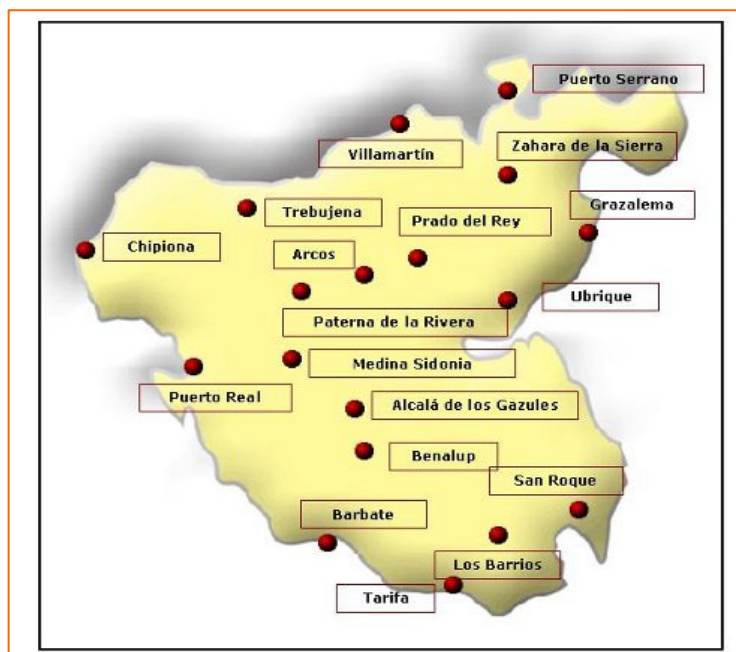 Puerto Serrano
Villamartín
Zahara de la Sierra
Grazalema
Trebujena
Prado del Rey
Chipiona
Arcos
Ubrique
Paterna de la Rivera
Medina Sidonia
Puerto Real
Alcalá de los Gazules
Benalup
San Roque
Barbate
Los Barrios
Tarifa